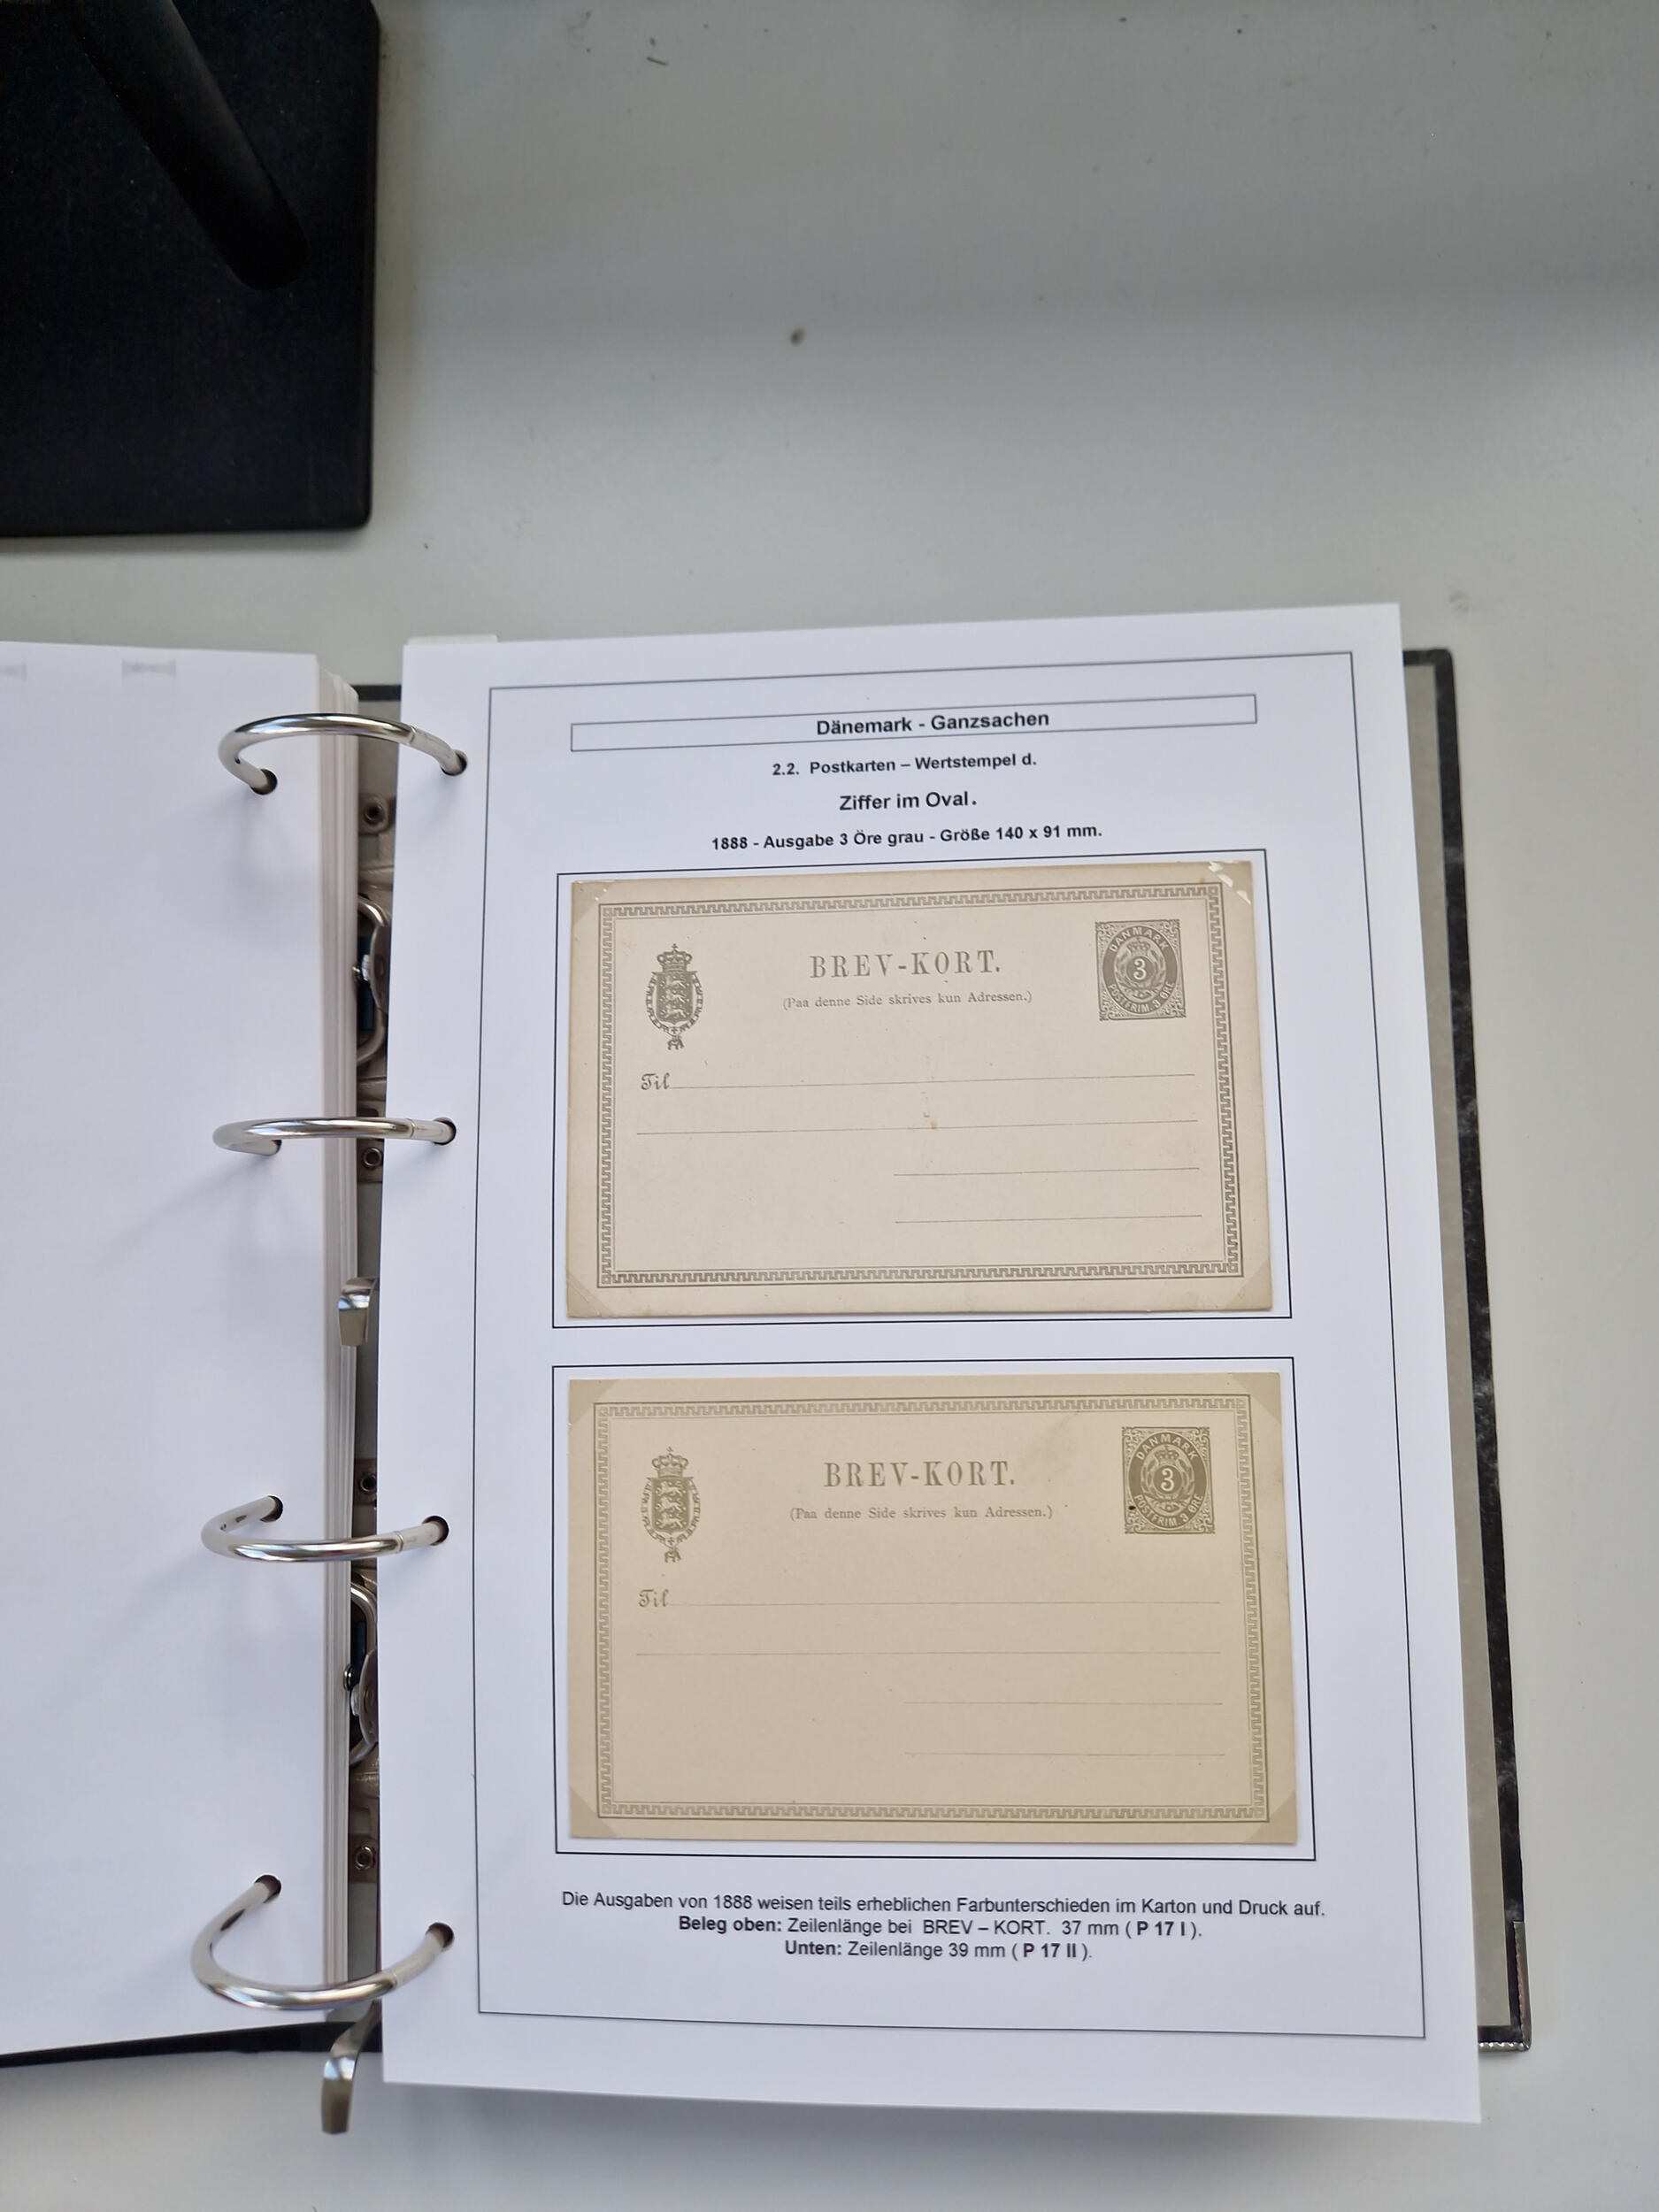 Dänemark - Ganzsachen
2.2. Postkarten – Wertstempel d.
Ziffer im Oval.
1888 - Ausgabe 3 Öre grau - Größe 140 x 91 mm.
BREV-KORT.
(Paa denne Side skrives kun Adressen.)
DANMARK
3
POSTFRIM. 3 ØRE
Til
BREV-KORT.
(Paa denne Side skrives kun Adressen.)
DANMARK
3
POSTFRIM. 3 ØRE
Til
Die Ausgaben von 1888 weisen teils erheblichen Farbunterschieden im Karton und Druck auf.
Beleg oben: Zeilenlänge bei BREV – KORT. 37 mm ( P 17 I ).
Unten: Zeilenlänge 39 mm ( P 17 II ).